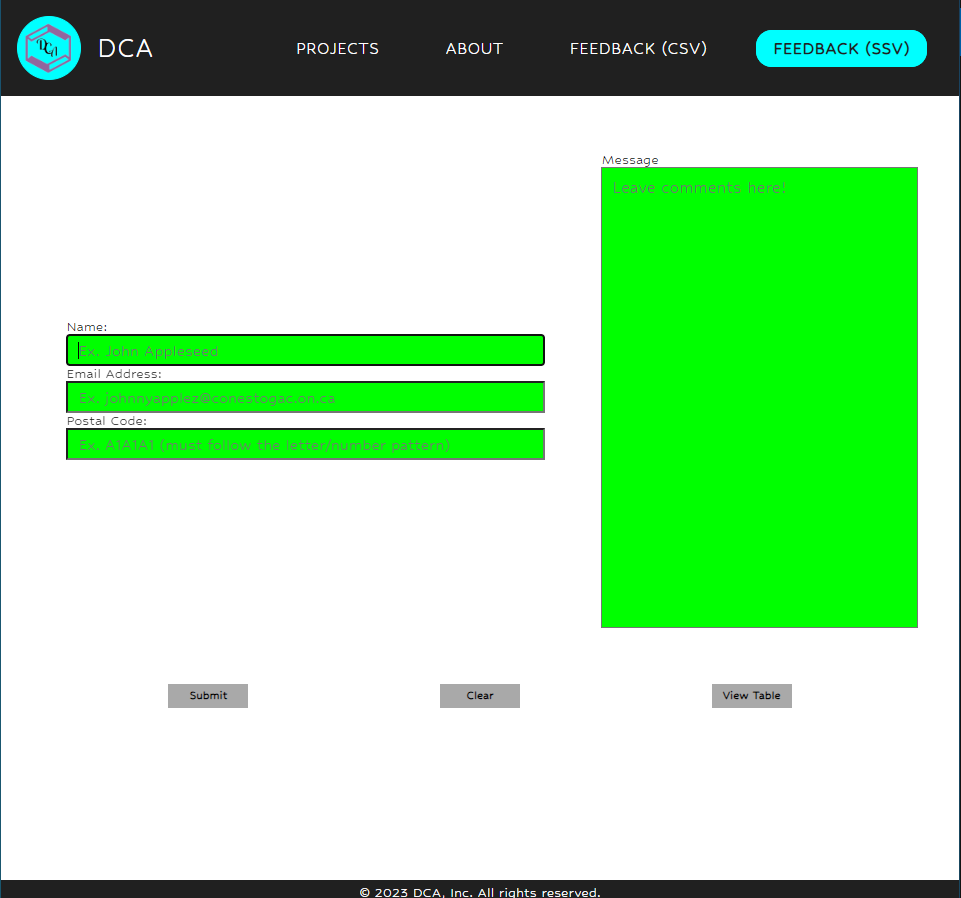 DCA DCA PROJECTS ABOUT FEEDBACK (CSV) FEEDBACK (SSV)
Message
Leave comments here!
Name:
Ex. John Appleseed
Email Address:
Ex. johnnyapplez@conestogac.on.ca
Postal Code:
Ex. A1A1A1 (must follow the letter/number pattern)
Submit Clear View Table
© 2023 DCA, Inc. All rights reserved.